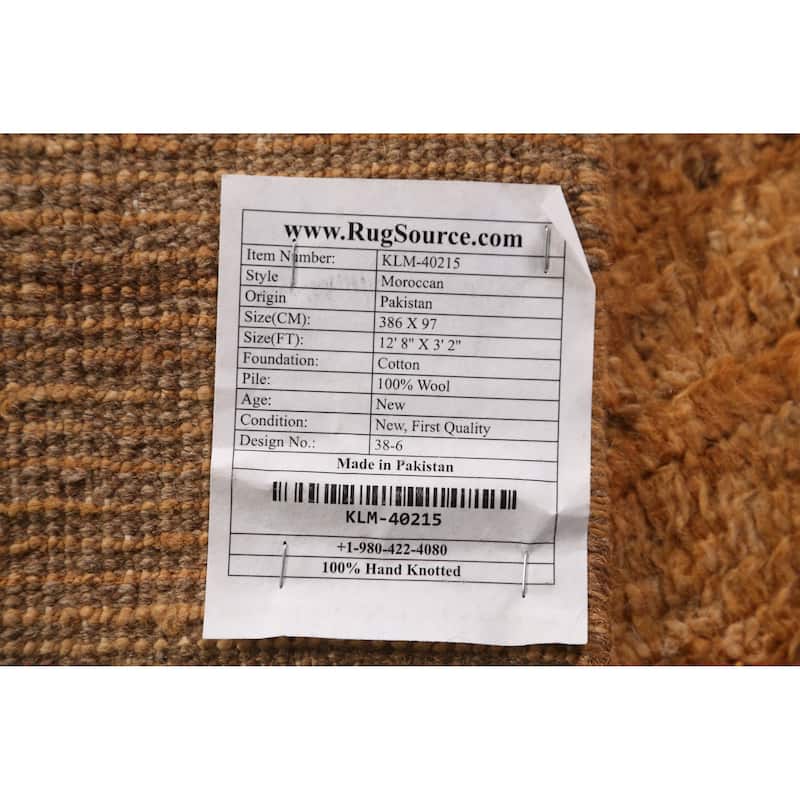 www.RugSource.com
Item Number: KLM-40215
Style Moroccan
Origin Pakistan
Size(CM): 386 X 97
Size(FT): 12' 8" X 3' 2"
Foundation: Cotton
Pile: 100% Wool
Age: New
Condition: New, First Quality
Design No.: 38-6
Made in Pakistan
KLM-40215
+1-980-422-4080
100% Hand Knotted